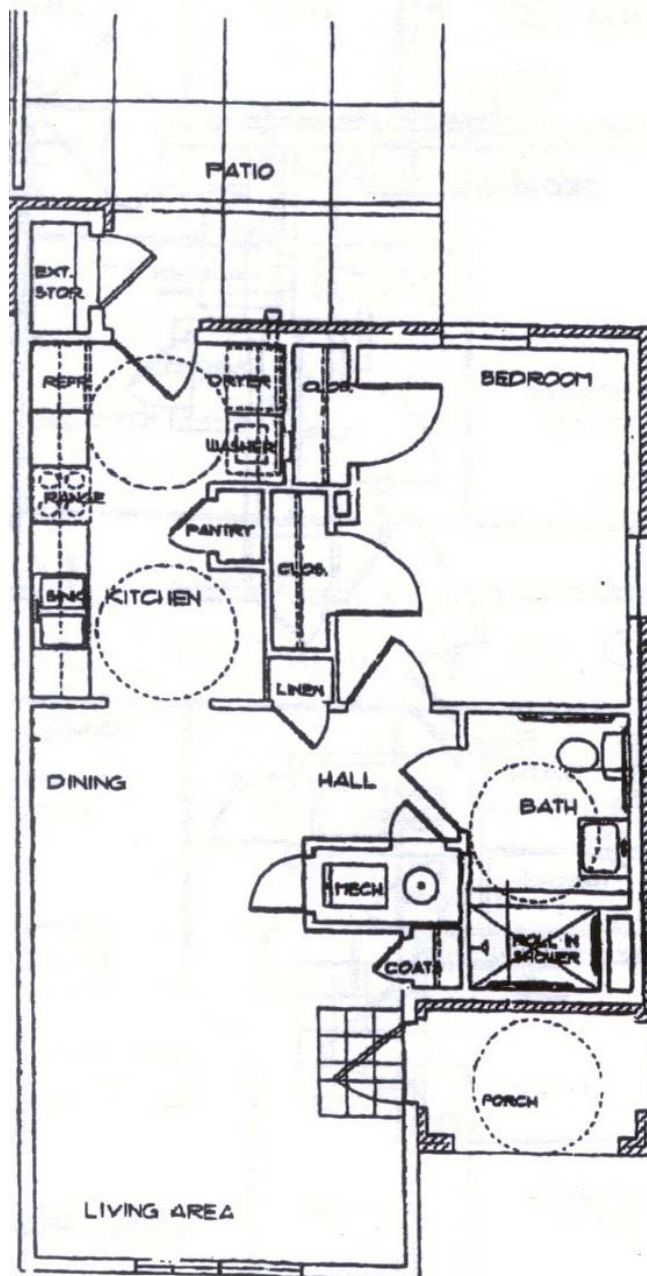 PATIO
EXT.
STOR.
REFR.
DRYER
CLOS.
BEDROOM
WASHER
RANGE
PANTRY
CLOS.
SINK
KITCHEN
LINEN
DINING
HALL
BATH
MECH.
COATS
ROLL IN
SHOWER
PORCH
LIVING AREA